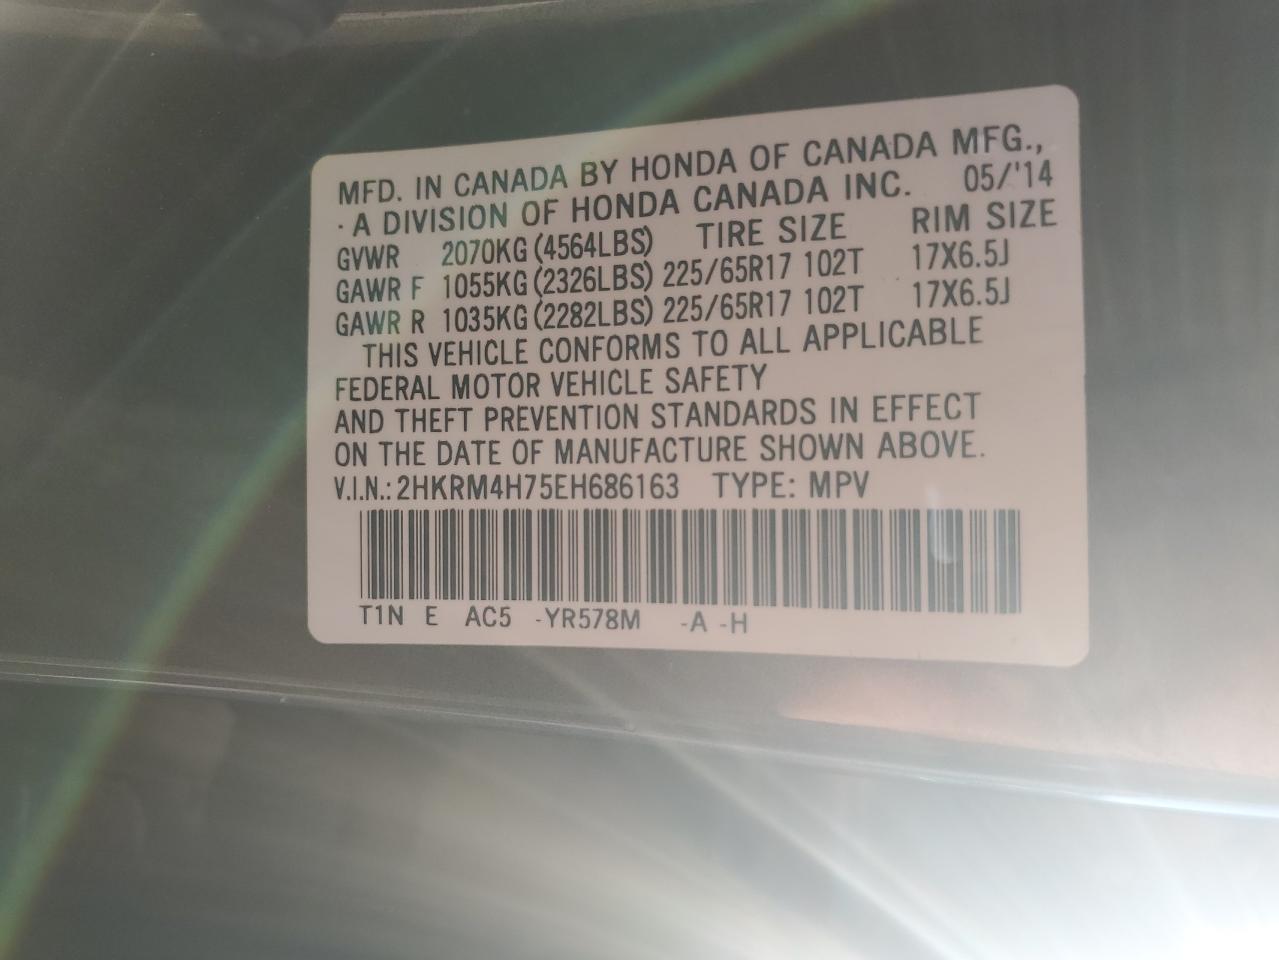 MFD. IN CANADA BY HONDA OF CANADA MFG.,
· A DIVISION OF HONDA CANADA INC. 05/'14
GVWR 2070KG (4564LBS) TIRE SIZE RIM SIZE
GAWR F 1055KG (2326LBS) 225/65R17 102T 17X6.5J
GAWR R 1035KG (2282LBS) 225/65R17 102T 17X6.5J
THIS VEHICLE CONFORMS TO ALL APPLICABLE
FEDERAL MOTOR VEHICLE SAFETY
AND THEFT PREVENTION STANDARDS IN EFFECT
ON THE DATE OF MANUFACTURE SHOWN ABOVE.
V.I.N.: 2HKRM4H75EH686163 TYPE: MPV
T1N E AC5 -YR578M -A -H